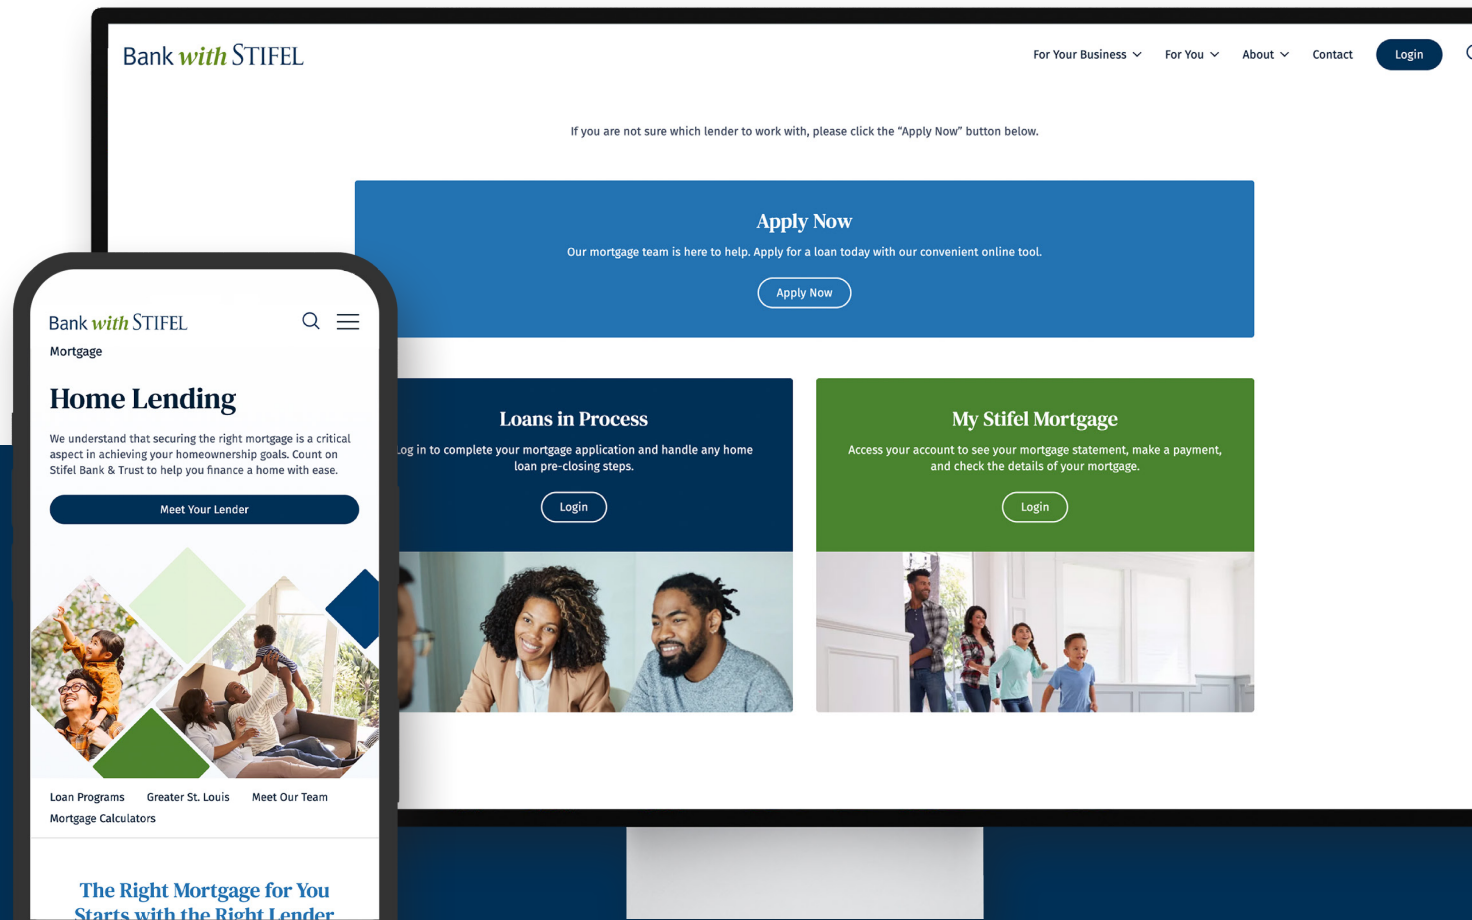 Bank with STIFEL
For Your Business
For You
About
Contact
Login
If you are not sure which lender to work with, please click the “Apply Now” button below.
Apply Now
Our mortgage team is here to help. Apply for a loan today with our convenient online tool.
Apply Now
Loans in Process
Log in to complete your mortgage application and handle any home
loan pre-closing steps.
Login
My Stifel Mortgage
Access your account to see your mortgage statement, make a payment,
and check the details of your mortgage.
Login
Bank with STIFEL
Mortgage
Home Lending
We understand that securing the right mortgage is a critical
aspect in achieving your homeownership goals. Count on
Stifel Bank & Trust to help you finance a home with ease.
Meet Your Lender
Loan Programs
Greater St. Louis
Meet Our Team
Mortgage Calculators
The Right Mortgage for You
Starts with the Right Lender